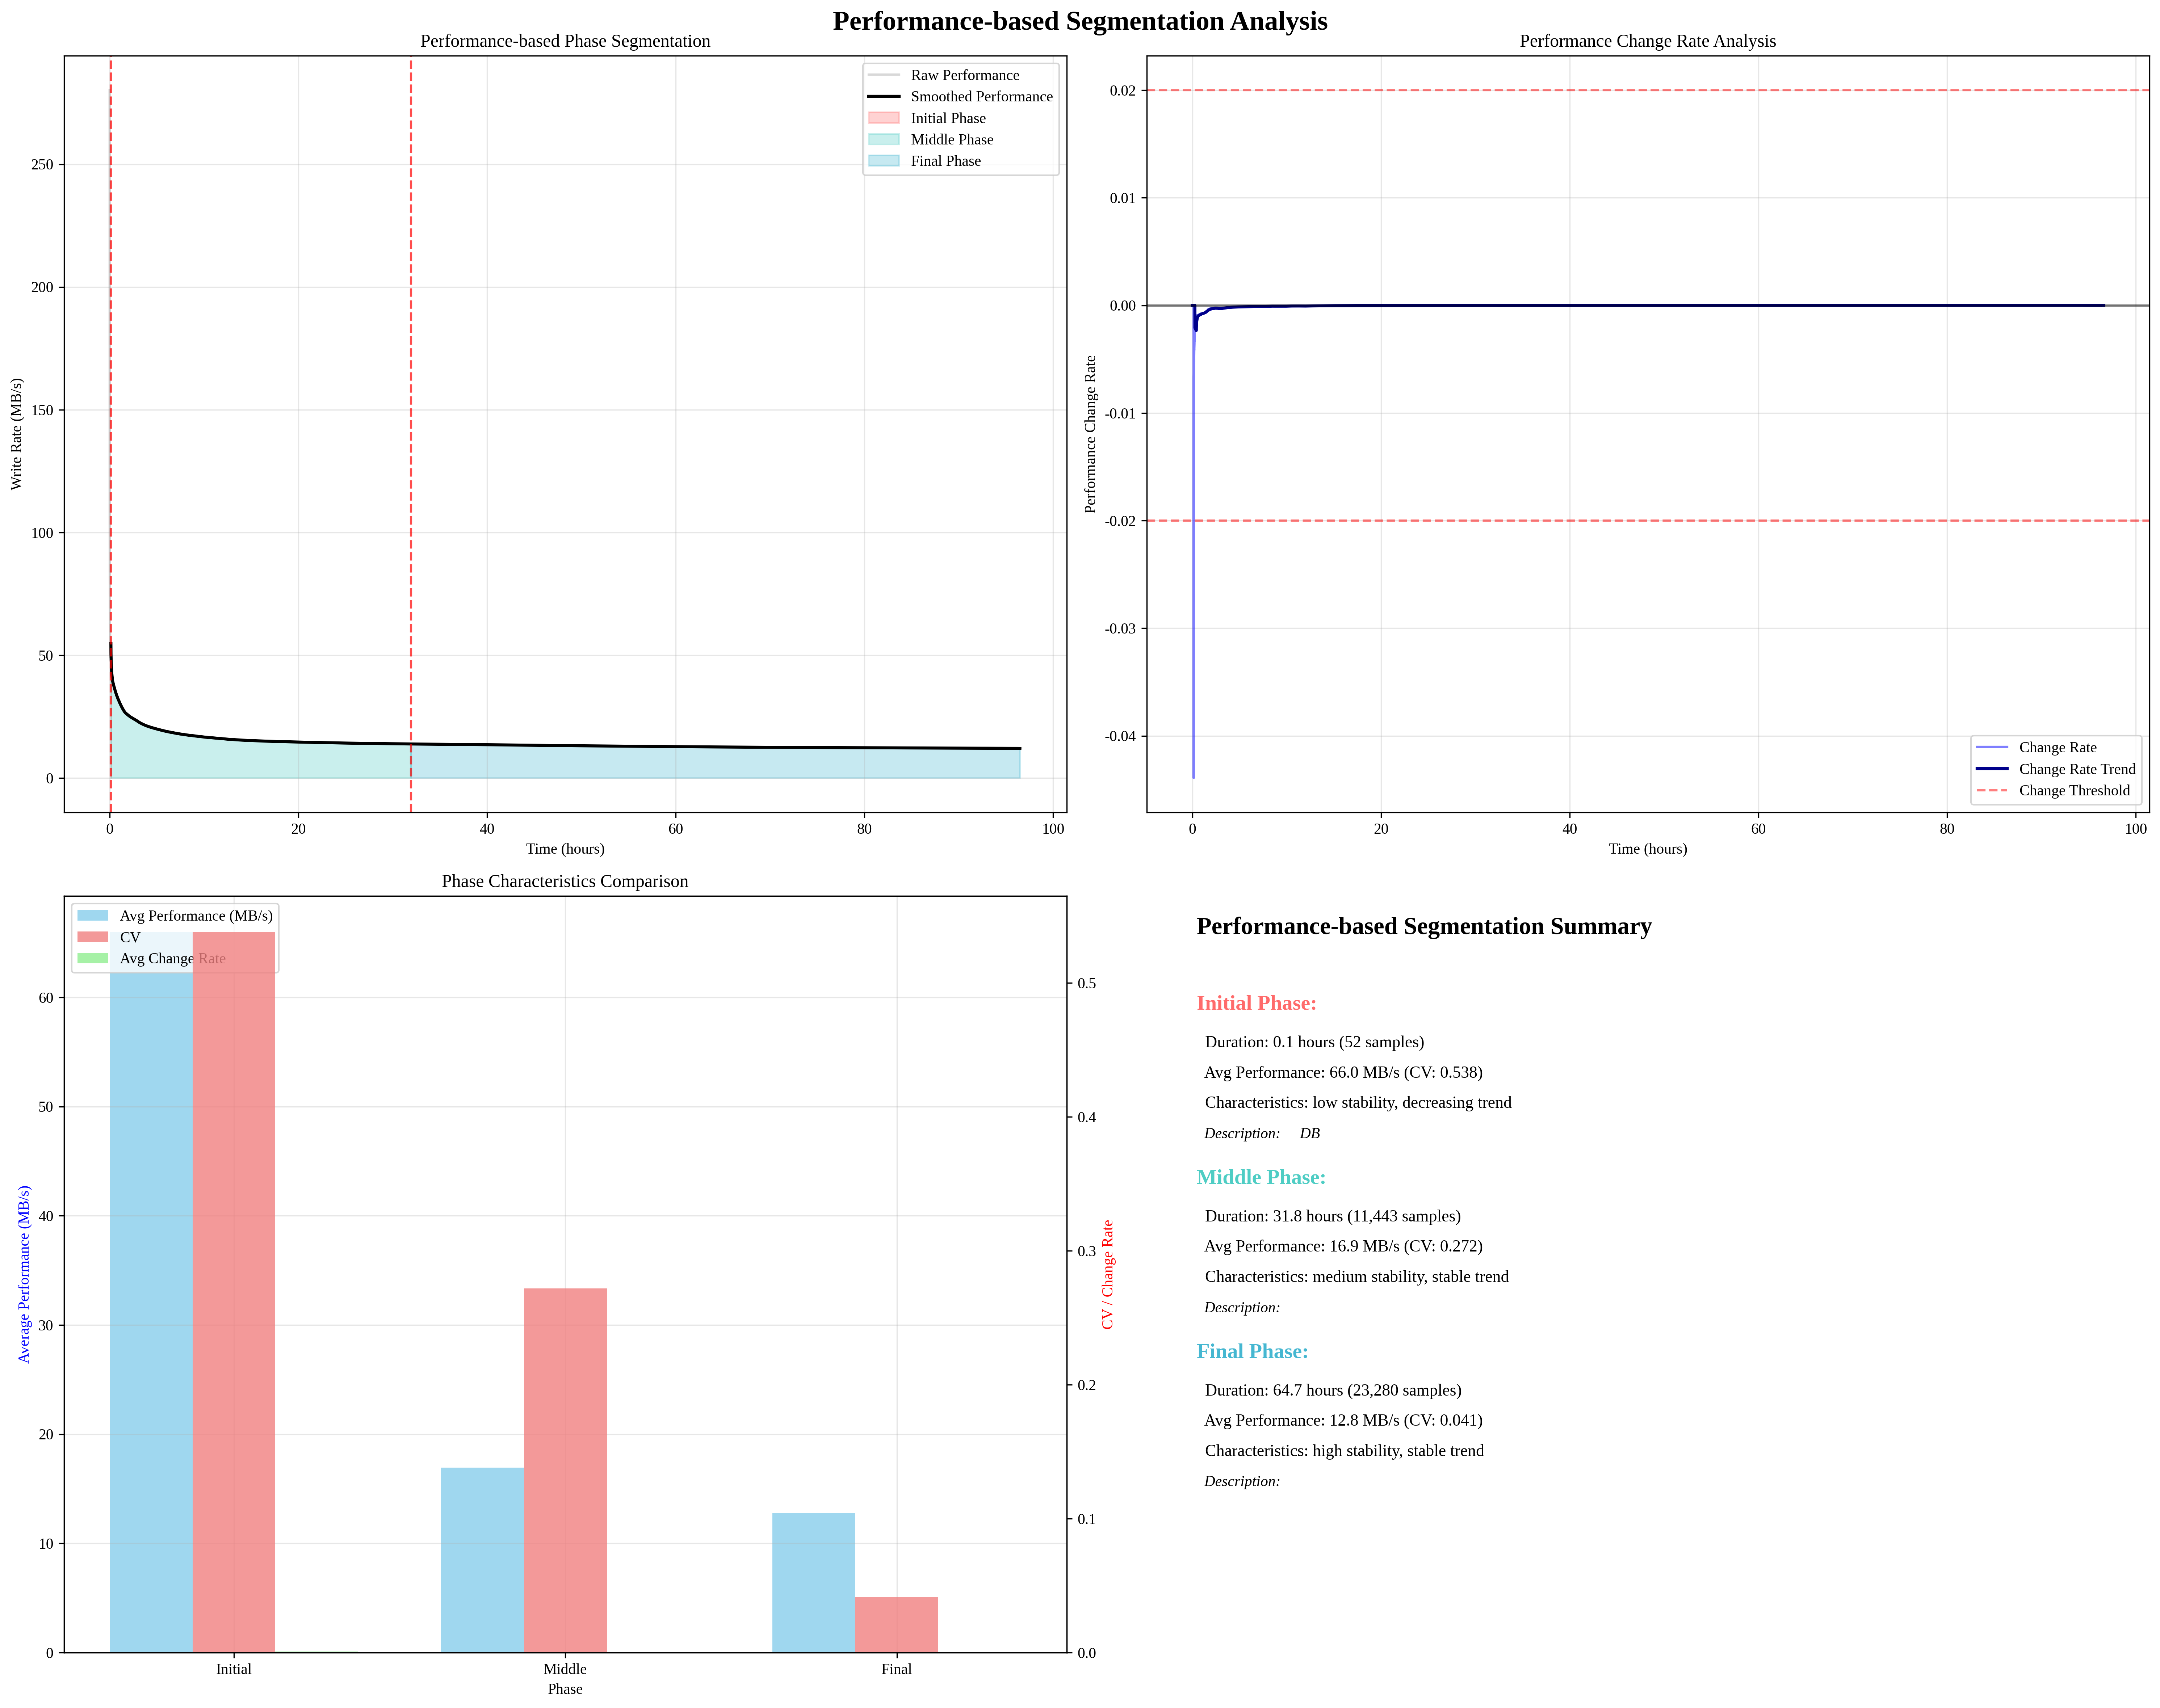 Performance-based Segmentation Analysis
Performance-based Phase Segmentation
Raw Performance
Smoothed Performance
Initial Phase
Middle Phase
Final Phase
Write Rate (MB/s)
250
200
150
100
50
0
0 20 40 60 80 100
Time (hours)
Performance Change Rate Analysis
Performance Change Rate
0.02
0.01
0.00
-0.01
-0.02
-0.03
-0.04
Change Rate
Change Rate Trend
Change Threshold
0 20 40 60 80 100
Time (hours)
Phase Characteristics Comparison
Avg Performance (MB/s)
CV
Avg Change Rate
Average Performance (MB/s)
60
50
40
30
20
10
0
0.5
0.4
0.3
0.2
0.1
0.0
CV / Change Rate
Initial Middle Final
Phase
Performance-based Segmentation Summary
Initial Phase:
Duration: 0.1 hours (52 samples)
Avg Performance: 66.0 MB/s (CV: 0.538)
Characteristics: low stability, decreasing trend
Description: DB
Middle Phase:
Duration: 31.8 hours (11,443 samples)
Avg Performance: 16.9 MB/s (CV: 0.272)
Characteristics: medium stability, stable trend
Description:
Final Phase:
Duration: 64.7 hours (23,280 samples)
Avg Performance: 12.8 MB/s (CV: 0.041)
Characteristics: high stability, stable trend
Description: